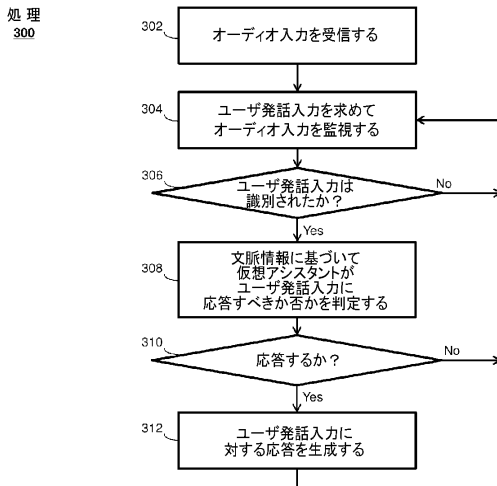 処 理
300
302
オーディオ入力を受信する
304
ユーザ発話入力を求めて
オーディオ入力を監視する
306
ユーザ発話入力は
識別されたか？
No
Yes
308
文脈情報に基づいて
仮想アシスタントが
ユーザ発話入力に
応答すべきか否かを判定する
310
応答するか？
No
Yes
312
ユーザ発話入力に
対する応答を生成する